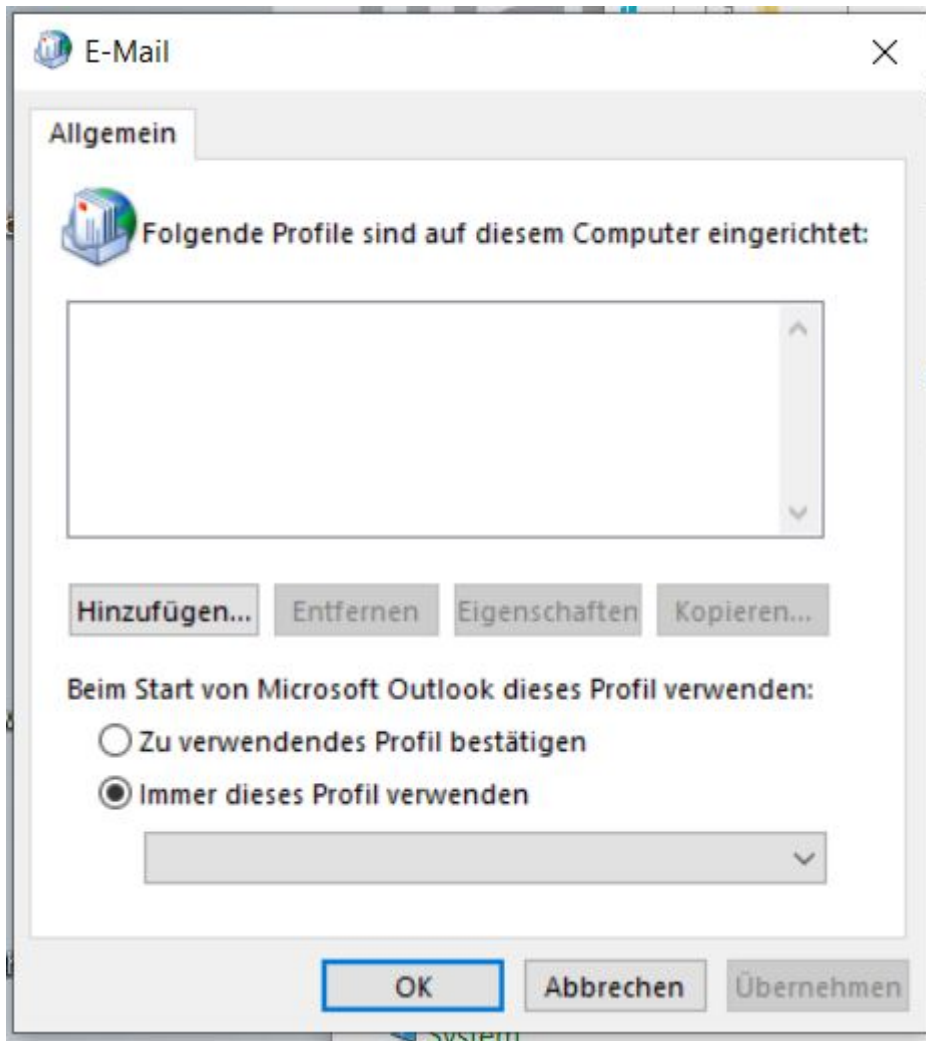 E-Mail
Allgemein
Folgende Profile sind auf diesem Computer eingerichtet:
Hinzufügen... Entfernen Eigenschaften Kopieren...
Beim Start von Microsoft Outlook dieses Profil verwenden:
Zu verwendendes Profil bestätigen
Immer dieses Profil verwenden
OK Abbrechen Übernehmen
System